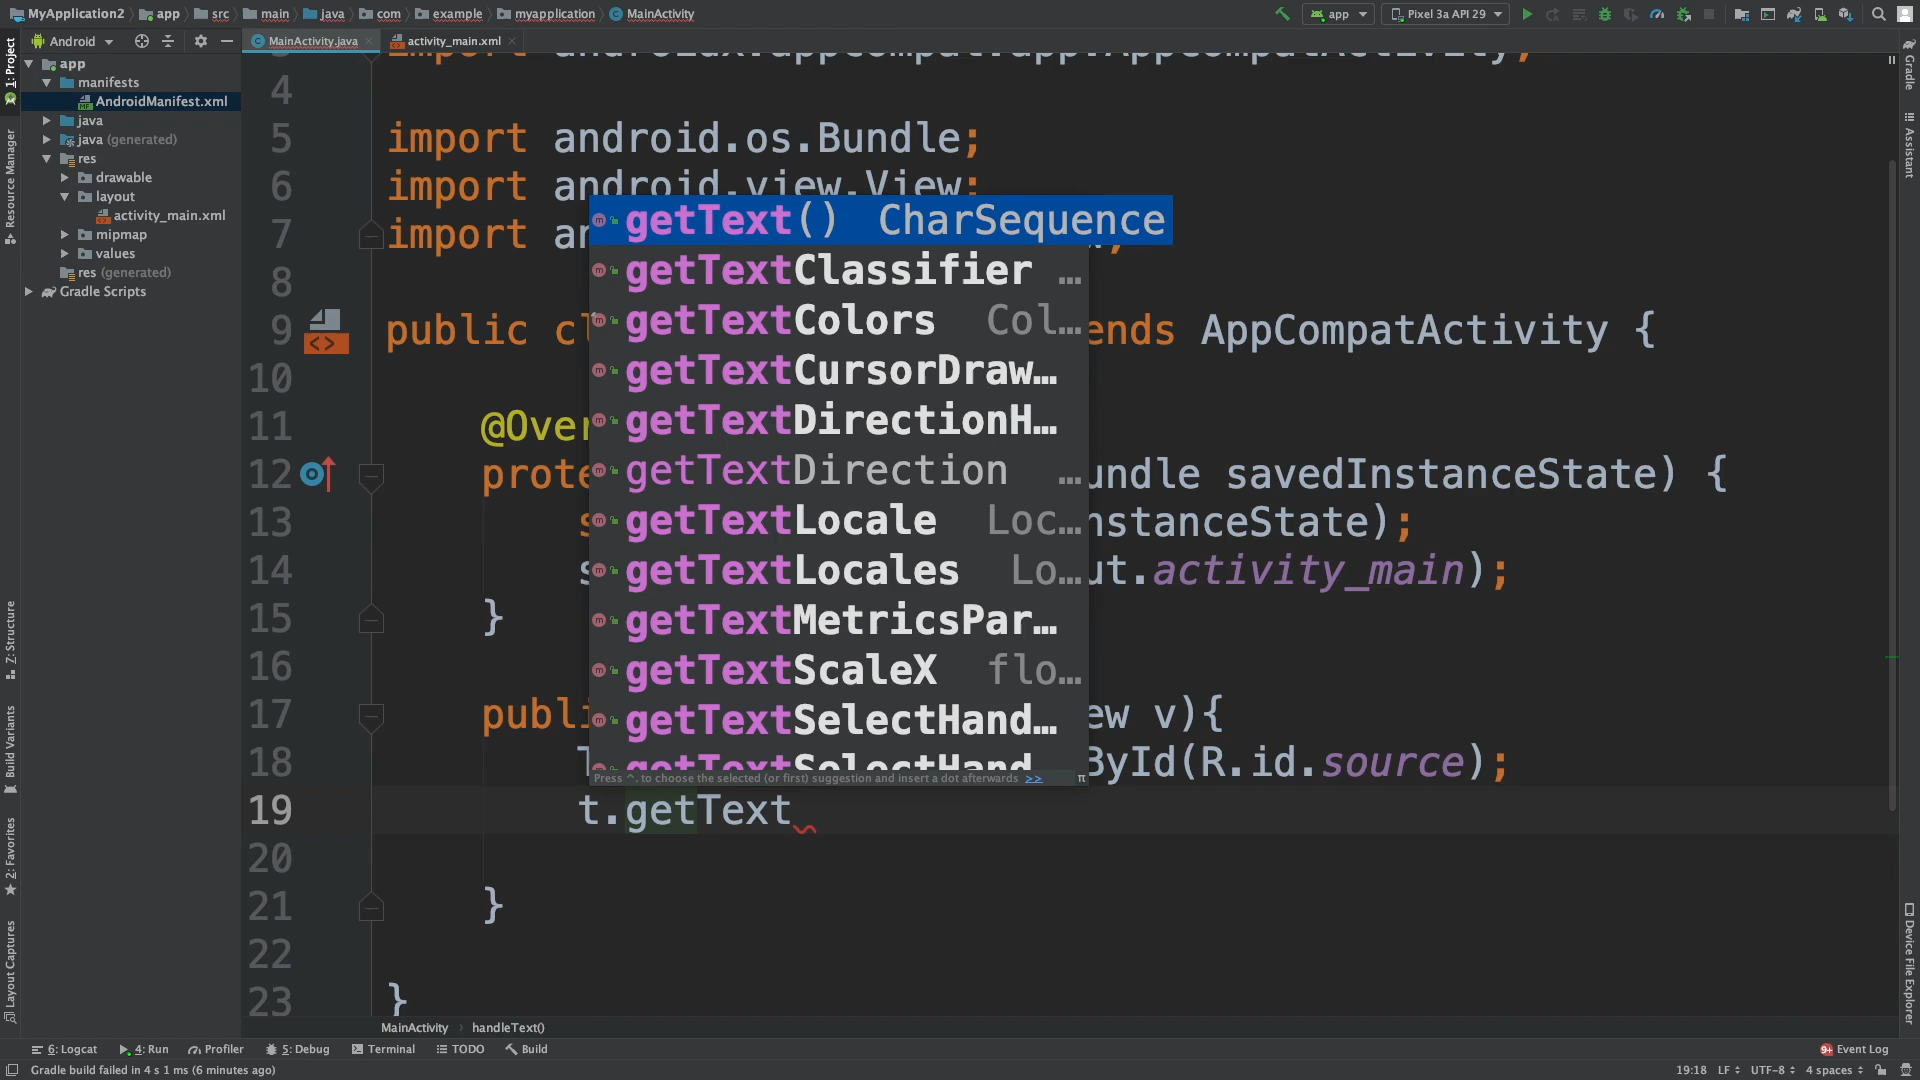 MyApplication2 app src main java com example myapplication MainActivity
app Pixel 3a API 29
Android
MainActivity.java activity_main.xml
1: Project
Resource Manager
Z: Structure
Build Variants
2: Favorites
Layout Captures
app
manifests
AndroidManifest.xml
java
java (generated)
res
drawable
layout
activity_main.xml
mipmap
values
res (generated)
Gradle Scripts
4
5 import android.os.Bundle;
6 import android.view.View;
7 import an
8
9 public cl ends AppCompatActivity {
10
11 @Over
12 prote undle savedInstanceState) {
13 s nstanceState);
14 s ut.activity_main);
15 }
16
17 publi ew v){
18 ById(R.id.source);
19 t.getText
20
21 }
22
23 }
getText() CharSequence
getTextClassifier …
getTextColors Col…
getTextCursorDraw…
getTextDirectionH…
getTextDirection …
getTextLocale Loc…
getTextLocales Lo…
getTextMetricsPar…
getTextScaleX flo…
getTextSelectHand…
getTextSelectHand
Press ^. to choose the selected (or first) suggestion and insert a dot afterwards >> π
MainActivity handleText()
Gradle
Assistant
Device File Explorer
6: Logcat 4: Run Profiler 5: Debug Terminal TODO Build 9+ Event Log
Gradle build failed in 4 s 1 ms (6 minutes ago) 19:18 LF UTF-8 4 spaces